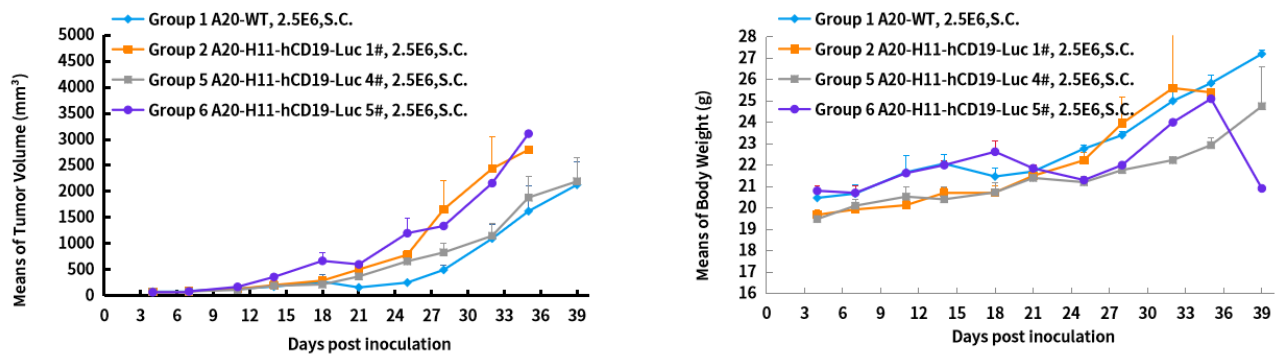 Group 1 A20-WT, 2.5E6,S.C.
Group 2 A20-H11-hCD19-Luc 1#, 2.5E6,S.C.
Group 5 A20-H11-hCD19-Luc 4#, 2.5E6,S.C.
Group 6 A20-H11-hCD19-Luc 5#, 2.5E6,S.C.
Means of Tumor Volume (mm³)
5000
4500
4000
3500
3000
2500
2000
1500
1000
500
0
0 3 6 9 12 15 18 21 24 27 30 33 36 39
Days post inoculation
Group 1 A20-WT, 2.5E6,S.C.
Group 2 A20-H11-hCD19-Luc 1#, 2.5E6,S.C.
Group 5 A20-H11-hCD19-Luc 4#, 2.5E6,S.C.
Group 6 A20-H11-hCD19-Luc 5#, 2.5E6,S.C.
Means of Body Weight (g)
28
27
26
25
24
23
22
21
20
19
18
17
16
0 3 6 9 12 15 18 21 24 27 30 33 36 39
Days post inoculation